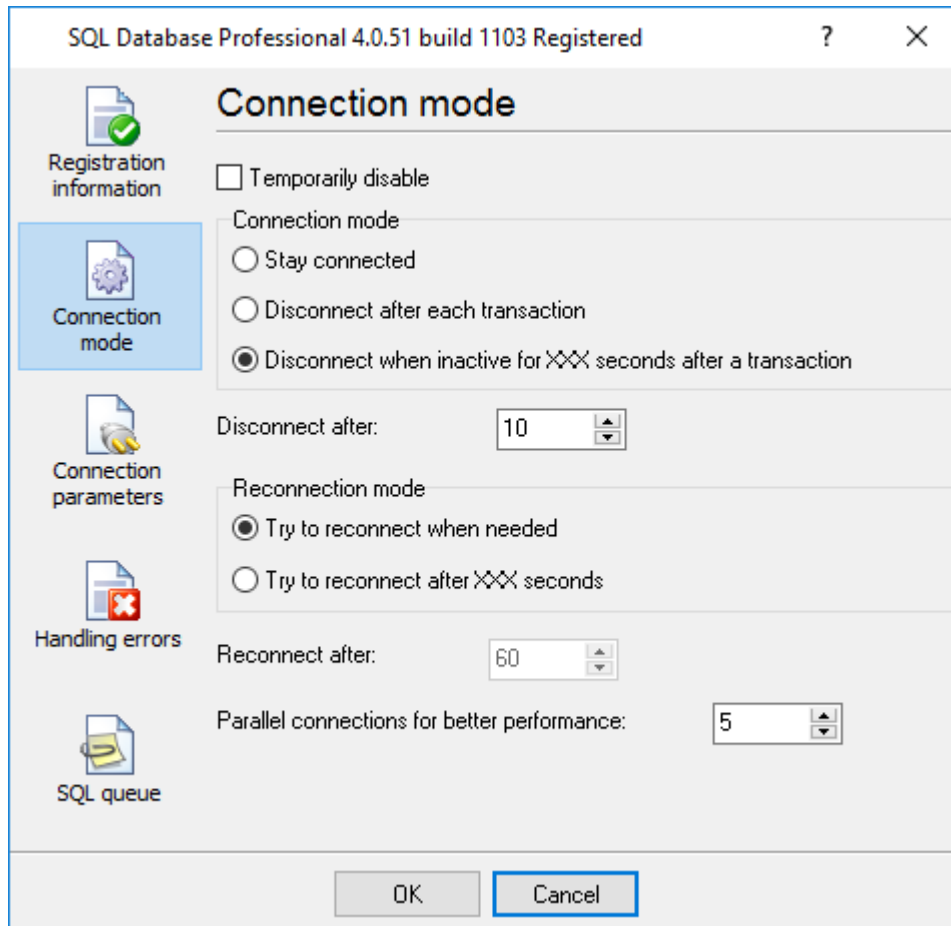 SQL Database Professional 4.0.51 build 1103 Registered
?
Registration
information
Connection
mode
Connection
parameters
Handling errors
SQL queue
Connection mode
Temporarily disable
Connection mode
Stay connected
Disconnect after each transaction
Disconnect when inactive for XXX seconds after a transaction
Disconnect after: 10
Reconnection mode
Try to reconnect when needed
Try to reconnect after XXX seconds
Reconnect after: 60
Parallel connections for better performance: 5
OK Cancel